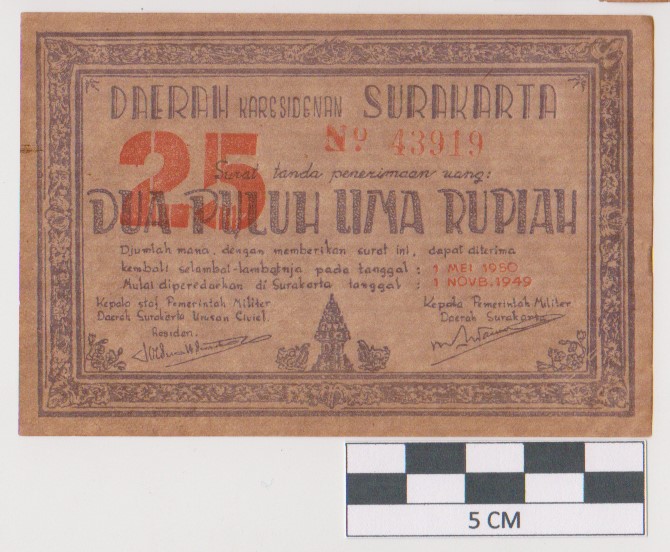 DAERAH KARESIDENAN SURAKARTA
25
Nº 43919
Surat tanda penerimaan uang:
DUA PULUH LIMA RUPIAH
Djumlah mana, dengan memberikan surat ini, dapat diterima
kembali selambat-lambatnja pada tanggal : 1 MEI 1950
Mulai diperedarkan di Surakarta tanggal : 1 NOVB. 1949
Kepala staf Pemerintah Militer
Daerah Surakarta Urusan Civiel.
Residen.
Kepala Pemerintah Militer
Daerah Surakarta
5 CM